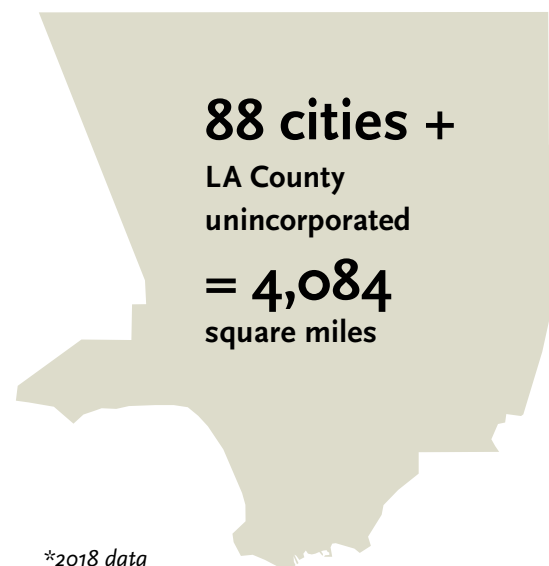 88 cities +
LA County
unincorporated
= 4,084
square miles
*2018 data